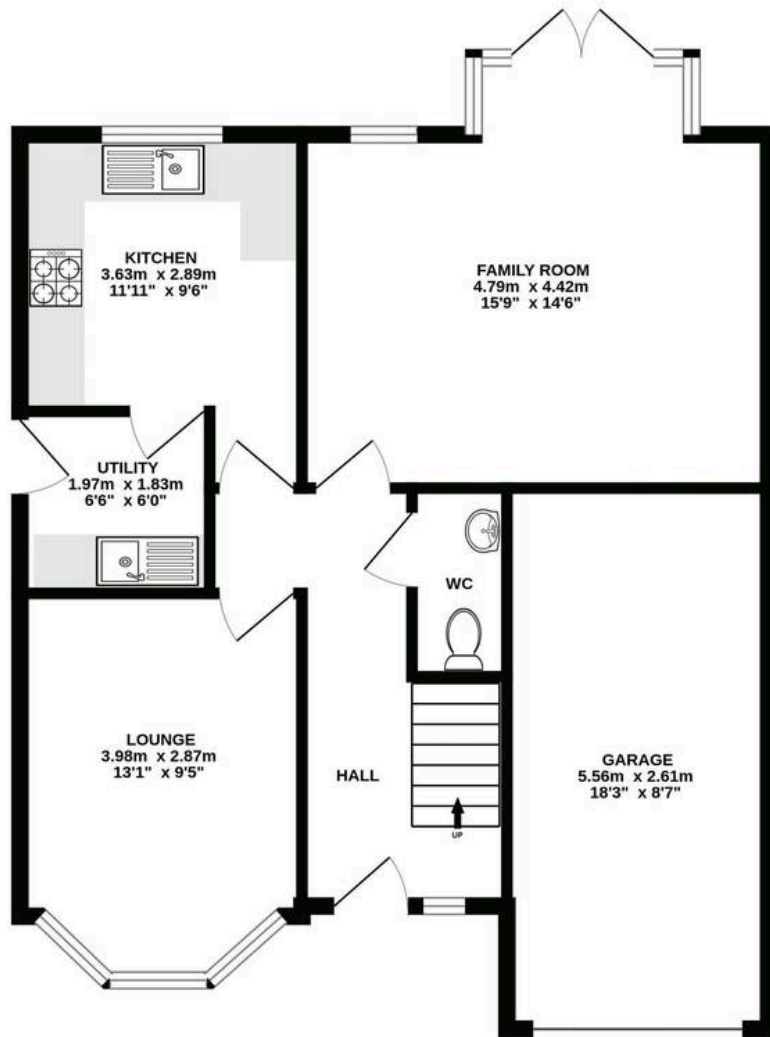 KITCHEN
3.63m x 2.89m
11'11" x 9'6"
FAMILY ROOM
4.79m x 4.42m
15'9" x 14'6"
UTILITY
1.97m x 1.83m
6'6" x 6'0"
WC
LOUNGE
3.98m x 2.87m
13'1" x 9'5"
HALL
GARAGE
5.56m x 2.61m
18'3" x 8'7"
UP